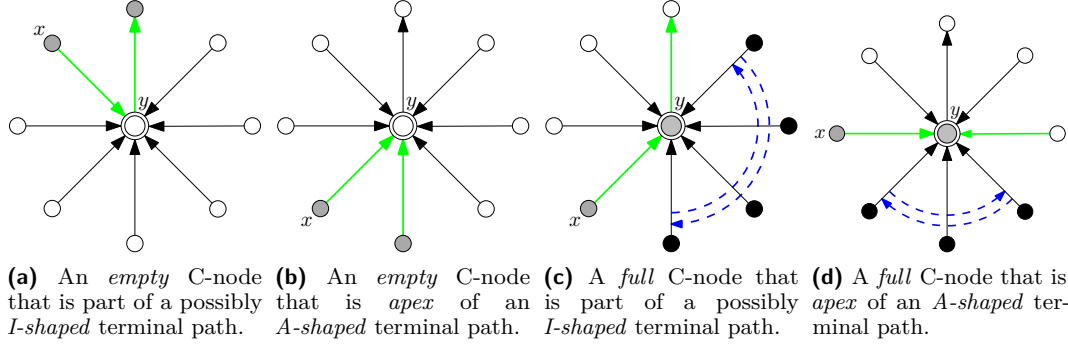 x
y
y
x
y
x
y
x
(a) An empty C-node
that is part of a possibly
I-shaped terminal path.
(b) An empty C-node
that is apex of an
A-shaped terminal path.
(c) A full C-node that
is part of a possibly
I-shaped terminal path.
(d) A full C-node that is
apex of an A-shaped ter-
minal path.